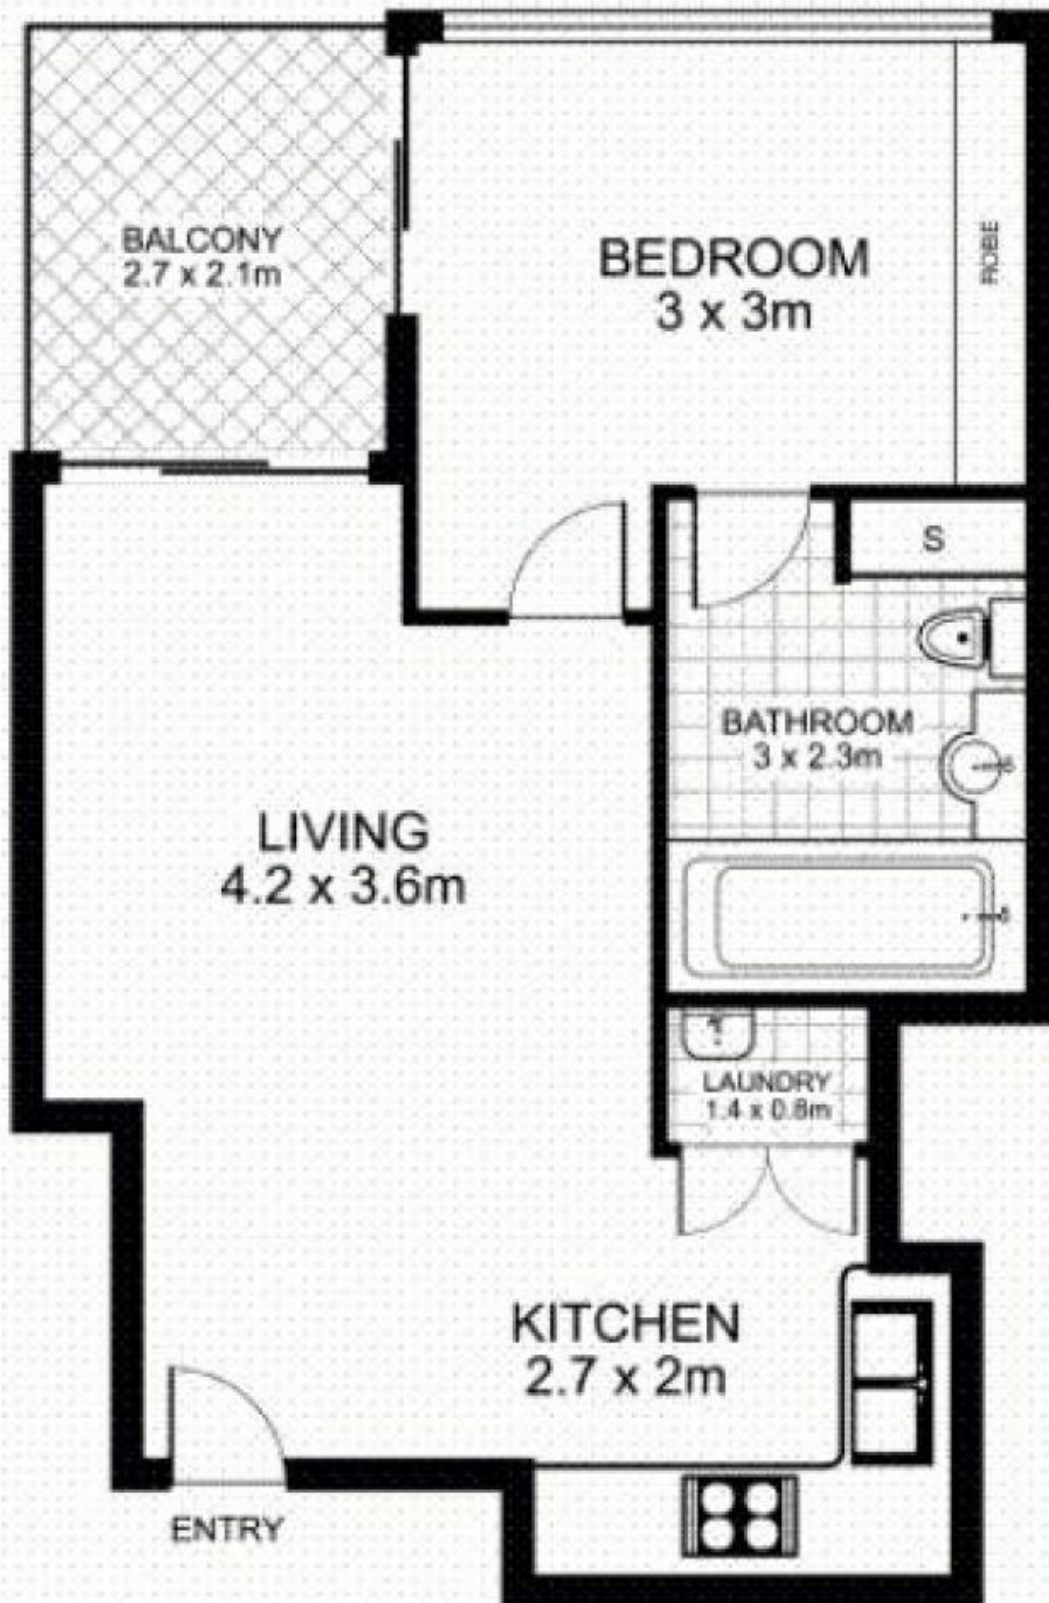 BALCONY
2.7 x 2.1m
BEDROOM
3 x 3m
ROBE
S
BATHROOM
3 x 2.3m
LIVING
4.2 x 3.6m
LAUNDRY
1.4 x 0.8m
KITCHEN
2.7 x 2m
ENTRY